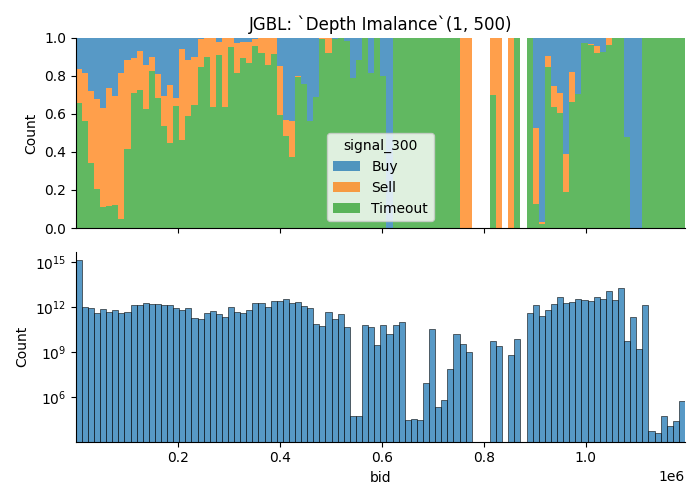 JGBL: `Depth Imalance`(1, 500)
1.0
0.8
0.6
0.4
0.2
0.0
Count
signal_300
Buy
Sell
Timeout
10^15
10^12
10^9
10^6
Count
0.2
0.4
0.6
0.8
1.0
1e6
bid